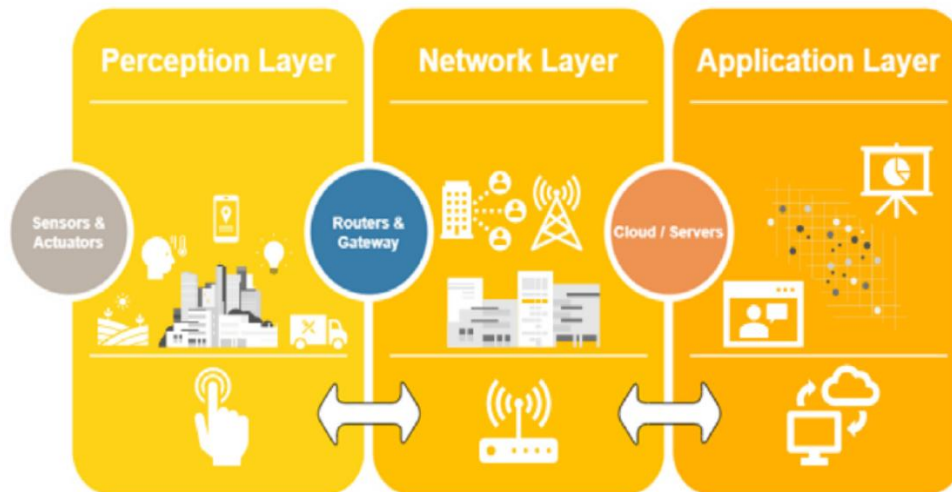 Perception Layer
Network Layer
Application Layer
Sensors &
Actuators
Routers &
Gateway
Cloud / Servers